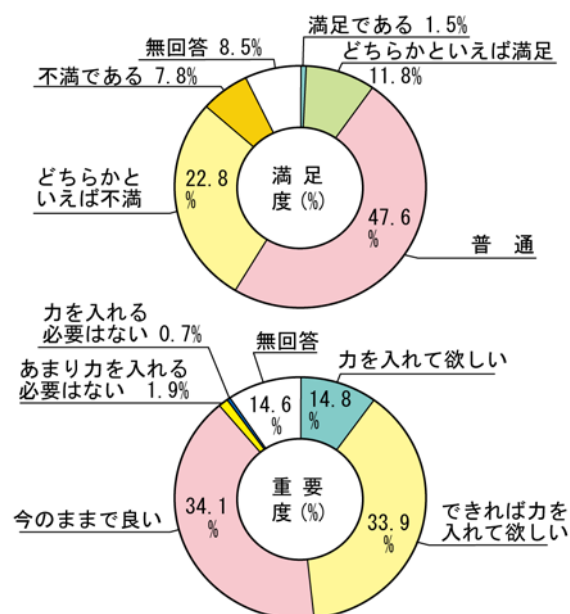 満足である 1.5%
無回答 8.5%
どちらかといえば満足
11.8%
不満である 7.8%
どちらかと
いえば不満
22.8
%
満 足
度(%)
47.6
%
普 通
力を入れる
必要はない 0.7%
無回答
あまり力を入れる
必要はない 1.9%
力を入れて欲しい
14.6
%
14.8
%
重 要
度(%)
34.1
%
今のままで良い
33.9
%
できれば力を
入れて欲しい